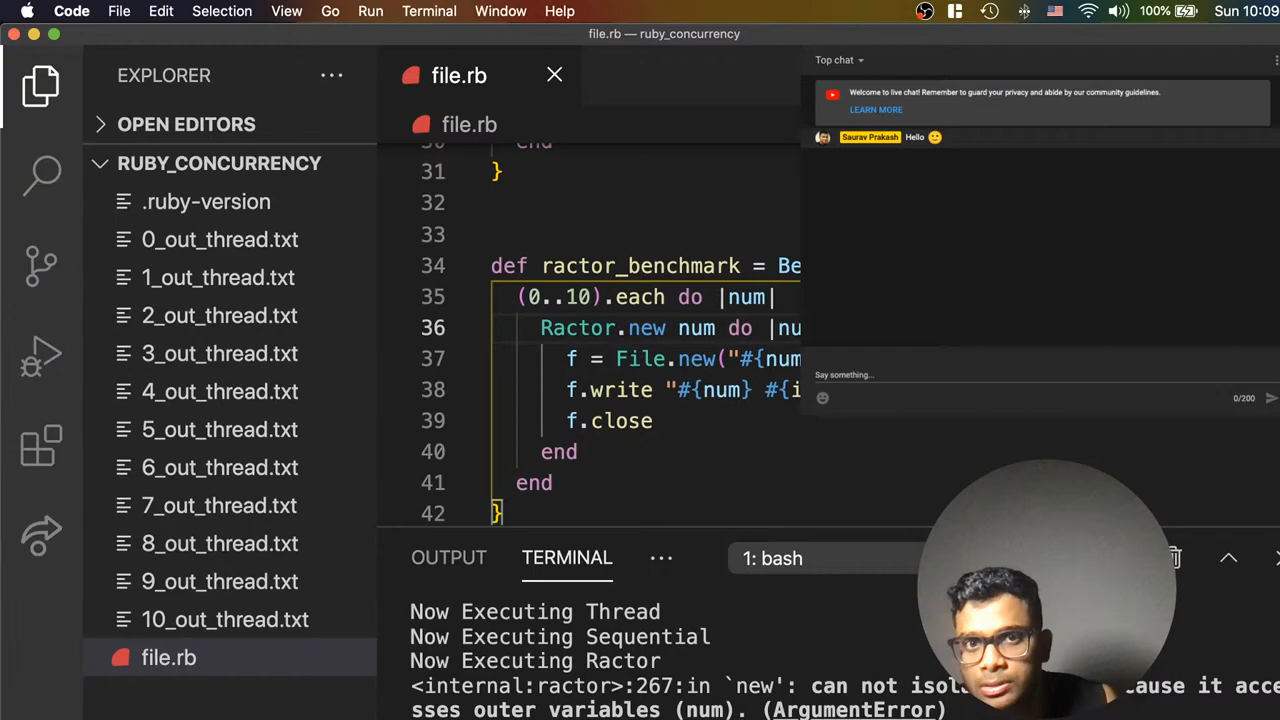 Code File Edit Selection View Go Run Terminal Window Help 100% Sun 10:09
file.rb — ruby_concurrency
EXPLORER
OPEN EDITORS
RUBY_CONCURRENCY
.ruby-version
0_out_thread.txt
1_out_thread.txt
2_out_thread.txt
3_out_thread.txt
4_out_thread.txt
5_out_thread.txt
6_out_thread.txt
7_out_thread.txt
8_out_thread.txt
9_out_thread.txt
10_out_thread.txt
file.rb
file.rb
file.rb
30 end
31 }
32
33
34 def ractor_benchmark = Be
35 (0..10).each do |num|
36 Ractor.new num do |nu
37 f = File.new("#{num
38 f.write "#{num} #{i
39 f.close
40 end
41 end
42 }
Top chat
Welcome to live chat! Remember to guard your privacy and abide by our community guidelines.
LEARN MORE
Saurav Prakash Hello 🙂
Say something...
0/200
OUTPUT TERMINAL ··· 1: bash
Now Executing Thread
Now Executing Sequential
Now Executing Ractor
<internal:ractor>:267:in `new': can not isol cause it acce
sses outer variables (num). (ArgumentError)